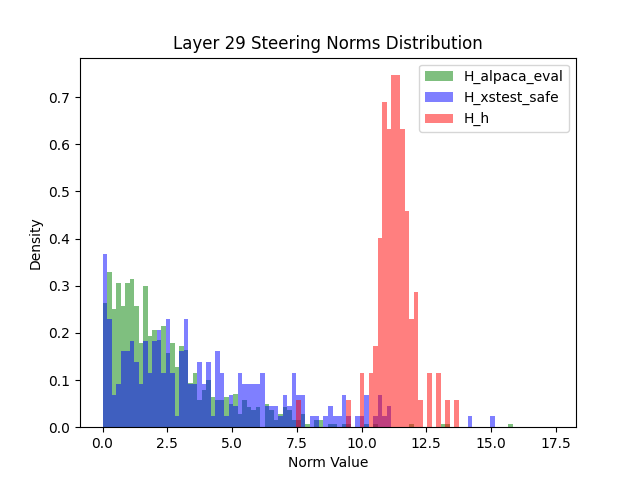 Layer 29 Steering Norms Distribution
H_alpaca_eval
H_xstest_safe
H_h
Density
0.7
0.6
0.5
0.4
0.3
0.2
0.1
0.0
0.0 2.5 5.0 7.5 10.0 12.5 15.0 17.5
Norm Value